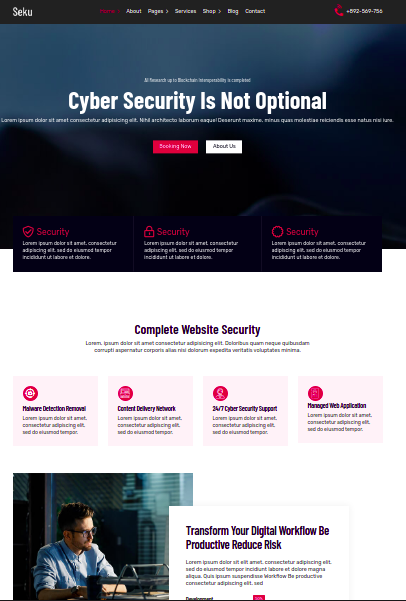 Seku
Home
About
Pages
Services
Shop
Blog
Contact
+892-569-756
AI Research up to Blockchain Interoperability is completed
Cyber Security Is Not Optional
Lorem ipsum dolor sit amet consectetur adipisicing elit. Nihil architecto laborum eaque! Deserunt maxime, minus quas molestiae reiciendis esse natus nisi iure.
Booking Now
About Us
Security
Lorem ipsum dolor sit amet, consectetur
adipisicing elit, sed do eiusmod tempor
incididunt ut labore et dolore.
Security
Lorem ipsum dolor sit amet, consectetur
adipisicing elit, sed do eiusmod tempor
incididunt ut labore et dolore.
Security
Lorem ipsum dolor sit amet, consectetur
adipisicing elit, sed do eiusmod tempor
incididunt ut labore et dolore.
Complete Website Security
Lorem, ipsum dolor sit amet consectetur adipisicing elit. Doloribus quam neque quibusdam
corrupti aspernatur corporis alias nisi dolorum expedita veritatis voluptates minima.
Malware Detection Removal
Lorem ipsum dolor sit amet,
consectetur adipiscing elit,
sed do eiusmod tempor.
Content Delivery Network
Lorem ipsum dolor sit amet,
consectetur adipiscing elit,
sed do eiusmod tempor.
24/7 Cyber Security Support
Lorem ipsum dolor sit amet,
consectetur adipiscing elit,
sed do eiusmod tempor.
Managed Web Application
Lorem ipsum dolor sit amet,
consectetur adipiscing elit,
sed do eiusmod tempor.
Transform Your Digital Workflow Be
Productive Reduce Risk
Lorem ipsum dolor sit elit amet, consectetur adipiscing elit,
sed do eiusmod tempor incididunt labore et dolore magna
aliqua. Quis ipsum suspendisse Workflow Be productive
consectetur adipiscing elit, sed
Development